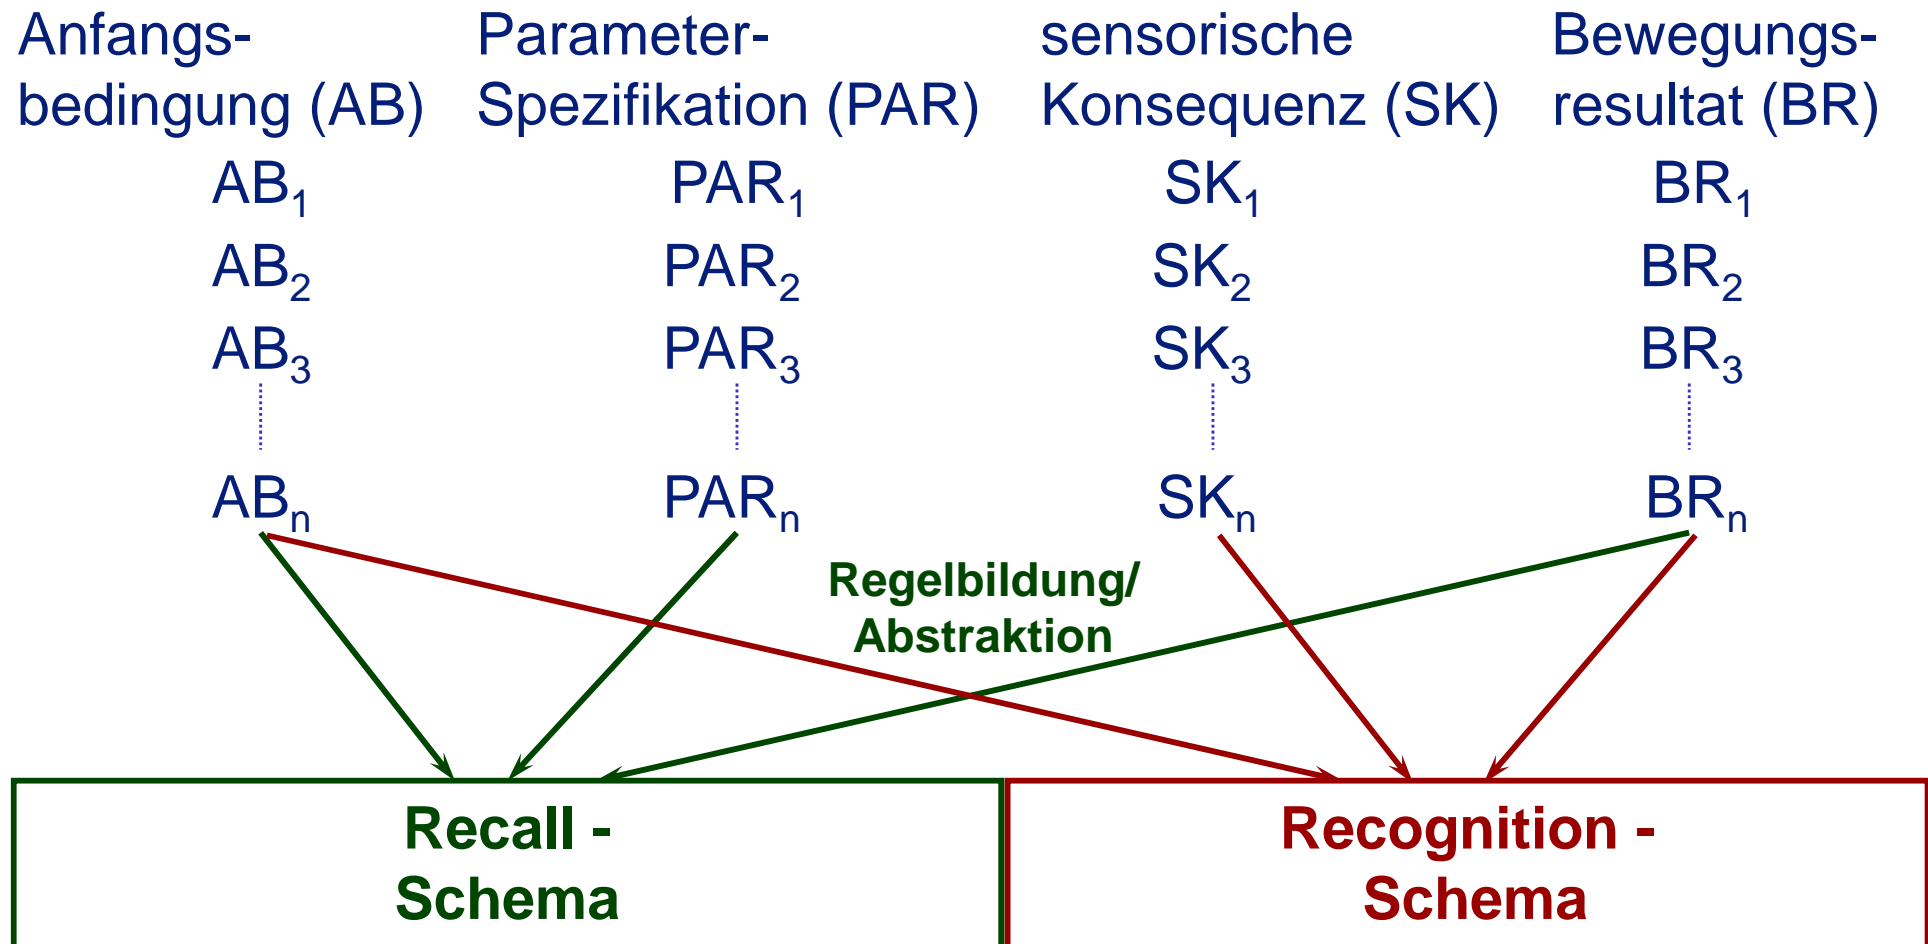 Anfangs- Parameter- sensorische Bewegungs-
bedingung (AB) Spezifikation (PAR) Konsequenz (SK) resultat (BR)
AB₁ PAR₁ SK₁ BR₁
AB₂ PAR₂ SK₂ BR₂
AB₃ PAR₃ SK₃ BR₃
ABₙ PARₙ SKₙ BRₙ
Regelbildung/
Abstraktion
Recall - Recognition -
Schema Schema